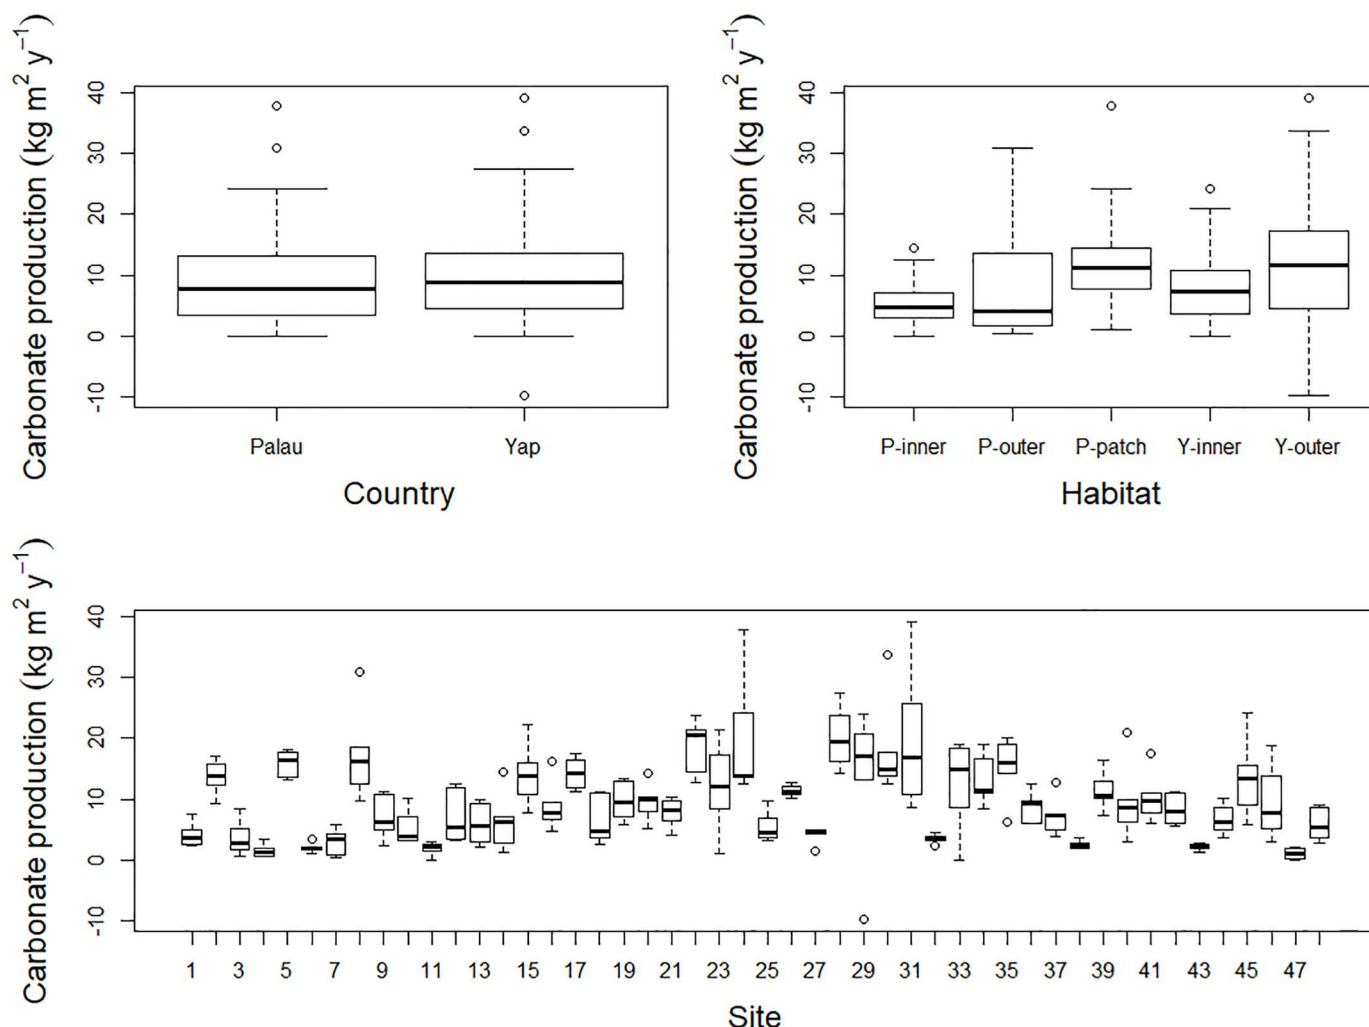 Carbonate production (kg m² y⁻¹)
40
30
20
10
0
-10
Palau Yap
Country
Carbonate production (kg m² y⁻¹)
40
30
20
10
0
-10
P-inner P-outer P-patch Y-inner Y-outer
Habitat
Carbonate production (kg m² y⁻¹)
40
30
20
10
0
-10
1 3 5 7 9 11 13 15 17 19 21 23 25 27 29 31 33 35 37 39 41 43 45 47
Site